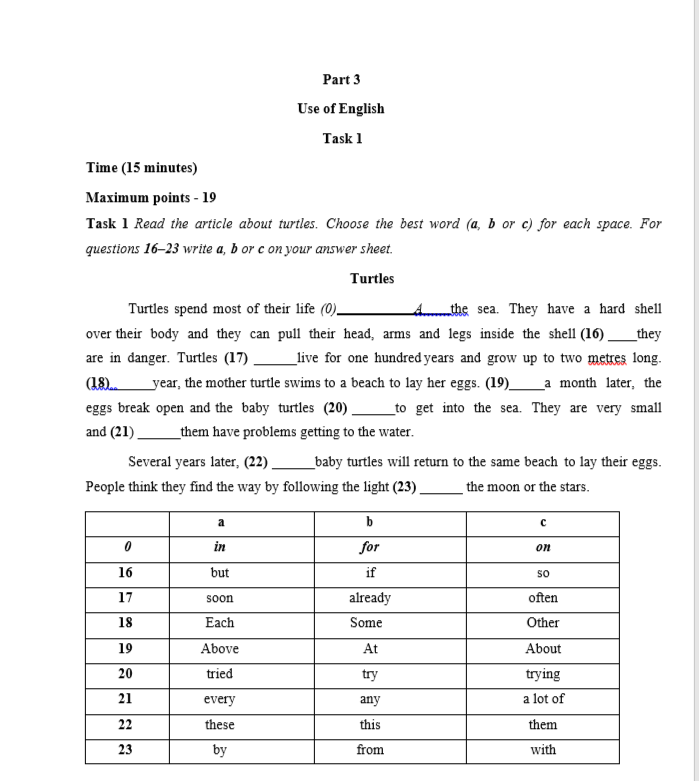 Part 3
Use of English
Task 1
Time (15 minutes)
Maximum points - 19
Task 1 Read the article about turtles. Choose the best word (a, b or c) for each space. For
questions 16–23 write a, b or c on your answer sheet.
Turtles
Turtles spend most of their life (0)__________A____the sea. They have a hard shell
over their body and they can pull their head, arms and legs inside the shell (16) ____they
are in danger. Turtles (17) ______live for one hundred years and grow up to two metres long.
(18)______year, the mother turtle swims to a beach to lay her eggs. (19)_____a month later, the
eggs break open and the baby turtles (20) ______to get into the sea. They are very small
and (21) ______them have problems getting to the water.
Several years later, (22) ______baby turtles will return to the same beach to lay their eggs.
People think they find the way by following the light (23) ______ the moon or the stars.
a b c
0 in for on
16 but if so
17 soon already often
18 Each Some Other
19 Above At About
20 tried try trying
21 every any a lot of
22 these this them
23 by from with